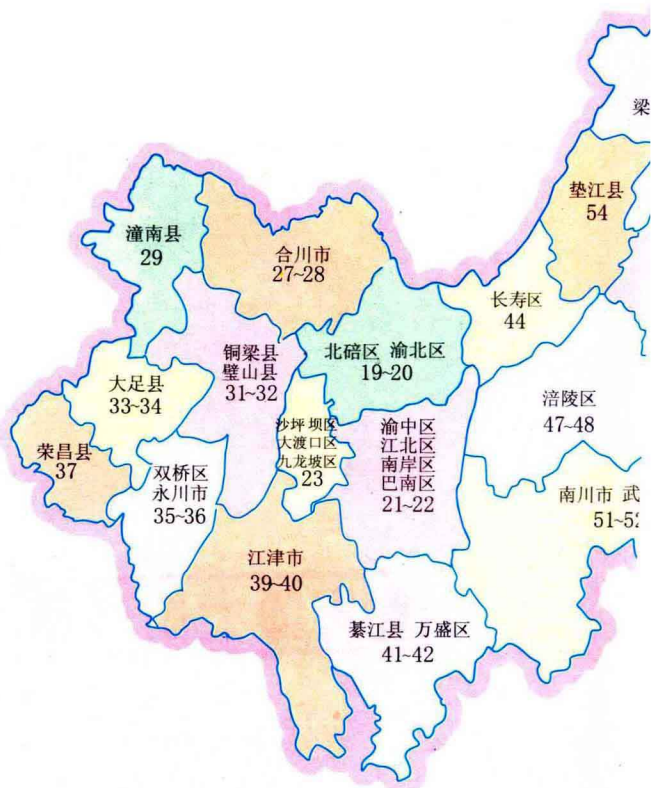 梁
垫江县
54
潼南县
29
合川市
27~28
长寿区
44
铜梁县
璧山县
31~32
北碚区 渝北区
19~20
大足县
33~34
涪陵区
47~48
沙坪坝区
大渡口区
九龙坡区
23
渝中区
江北区
南岸区
巴南区
21~22
荣昌县
37
双桥区
永川市
35~36
南川市 武
51~52
江津市
39~40
綦江县 万盛区
41~42